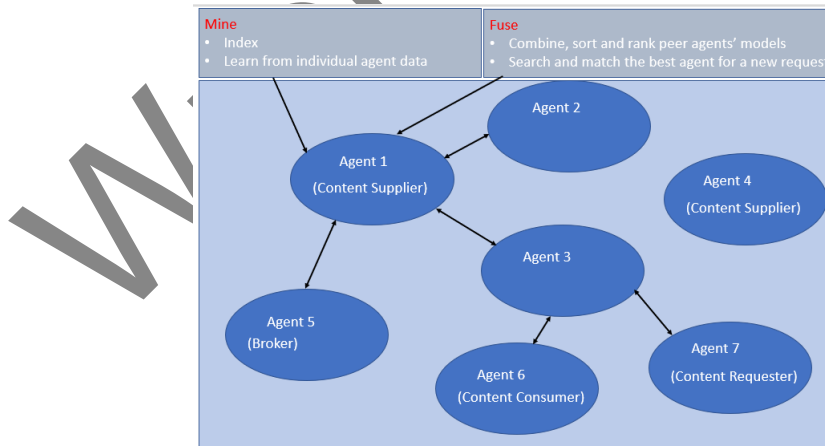 Mine
• Index
• Learn from individual agent data
Fuse
• Combine, sort and rank peer agents' models
• Search and match the best agent for a new request
Agent 2
Agent 1
(Content Supplier)
Agent 4
(Content Supplier)
Agent 3
Agent 5
(Broker)
Agent 7
(Content Requester)
Agent 6
(Content Consumer)